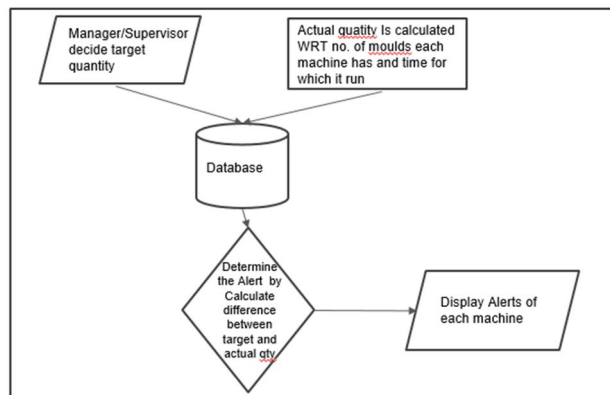 Manager/Supervisor
decide target
quantity
Actual quatity Is calculated
WRT no. of moulds each
machine has and time for
which it run
Database
Determine
the Alert by
Calculate
difference
between
target and
actual qty
Display Alerts of
each machine